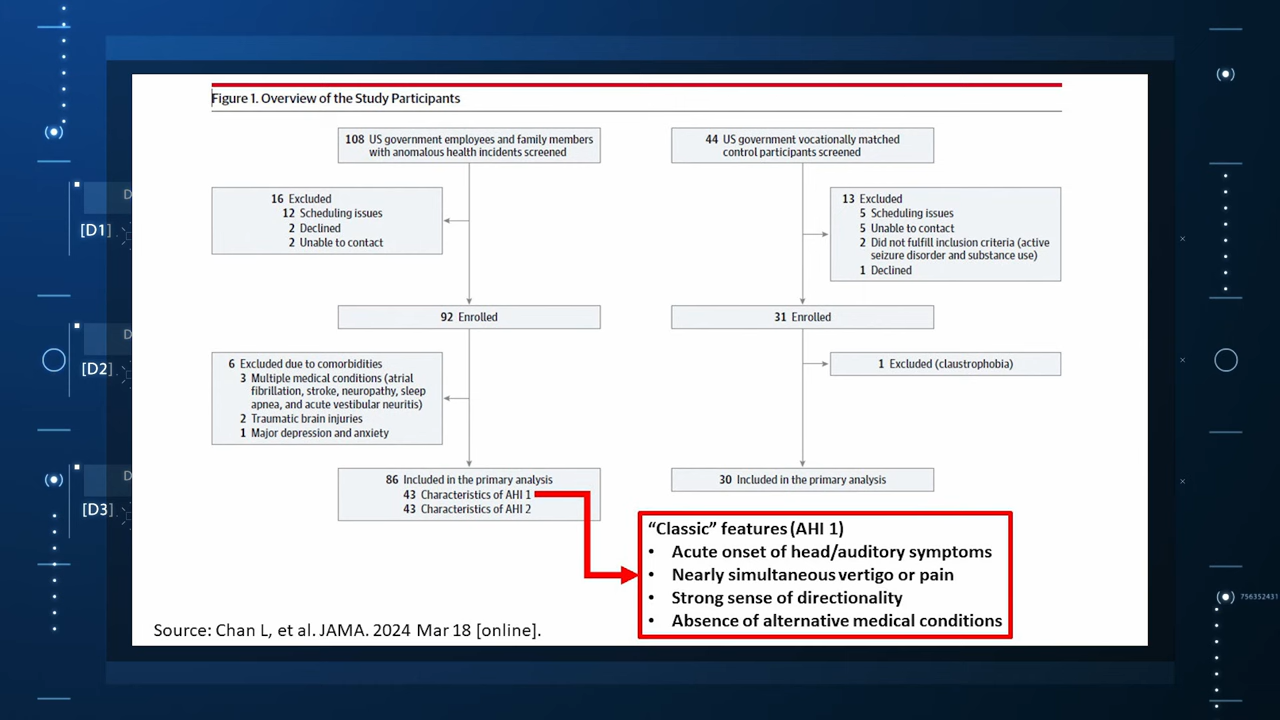 Figure 1. Overview of the Study Participants
108 US government employees and family members
with anomalous health incidents screened
44 US government vocationally matched
control participants screened
16 Excluded
12 Scheduling issues
2 Declined
2 Unable to contact
13 Excluded
5 Scheduling issues
5 Unable to contact
2 Did not fulfill inclusion criteria (active
seizure disorder and substance use)
1 Declined
92 Enrolled
31 Enrolled
6 Excluded due to comorbidities
3 Multiple medical conditions (atrial
fibrillation, stroke, neuropathy, sleep
apnea, and acute vestibular neuritis)
2 Traumatic brain injuries
1 Major depression and anxiety
1 Excluded (claustrophobia)
86 Included in the primary analysis
43 Characteristics of AHI 1
43 Characteristics of AHI 2
30 Included in the primary analysis
“Classic” features (AHI 1)
• Acute onset of head/auditory symptoms
• Nearly simultaneous vertigo or pain
• Strong sense of directionality
• Absence of alternative medical conditions
Source: Chan L, et al. JAMA. 2024 Mar 18 [online].
D
[D1]
D
[D2]
D
[D3]
756352431